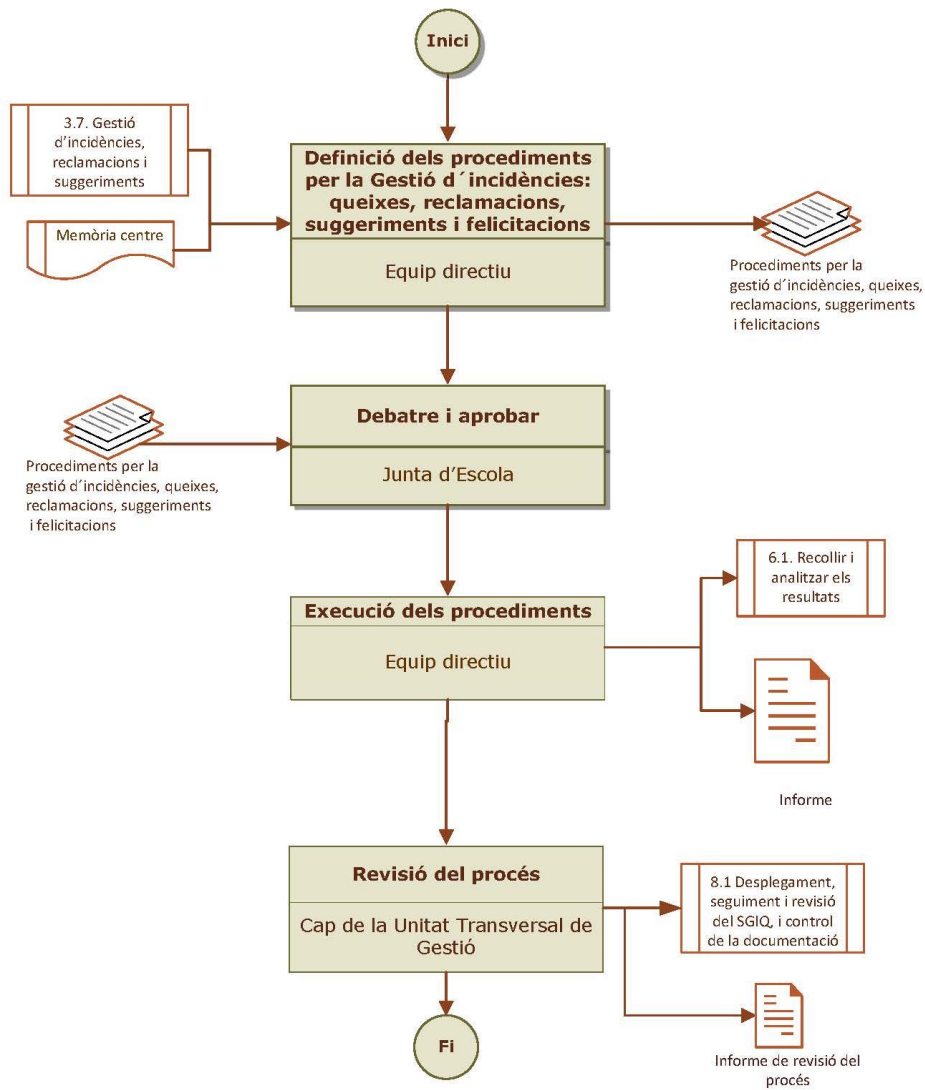 Inici
3.7. Gestió
d'incidències,
reclamacions i
suggeriments
Memòria centre
Definició dels procediments
per la Gestió d´incidències:
queixes, reclamacions,
suggeriments i felicitacions
Equip directiu
Procediments per la
gestió d´incidències, queixes,
reclamacions, suggeriments
i felicitacions
Debatre i aprobar
Junta d'Escola
Procediments per la
gestió d´incidències, queixes,
reclamacions, suggeriments
i felicitacions
Execució dels procediments
Equip directiu
6.1. Recollir i
analitzar els
resultats
Informe
Revisió del procés
Cap de la Unitat Transversal de
Gestió
8.1 Desplegament,
seguiment i revisió
del SGIQ, i control
de la documentació
Informe de revisió del
procés
Fi